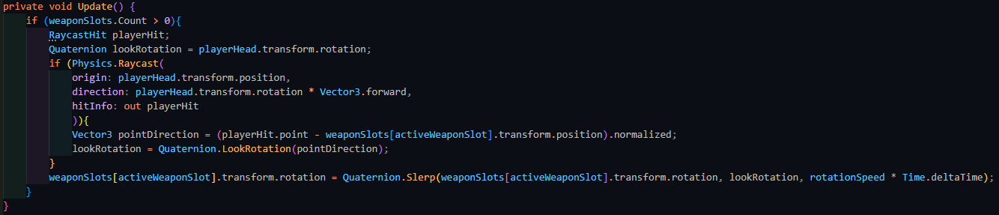 private void Update() {
    if (weaponSlots.Count > 0){
        RaycastHit playerHit;
        Quaternion lookRotation = playerHead.transform.rotation;
        if (Physics.Raycast(
            origin: playerHead.transform.position,
            direction: playerHead.transform.rotation * Vector3.forward,
            hitInfo: out playerHit
            )){
            Vector3 pointDirection = (playerHit.point - weaponSlots[activeWeaponSlot].transform.position).normalized;
            lookRotation = Quaternion.LookRotation(pointDirection);
        }
        weaponSlots[activeWeaponSlot].transform.rotation = Quaternion.Slerp(weaponSlots[activeWeaponSlot].transform.rotation, lookRotation, rotationSpeed * Time.deltaTime);
    }
}